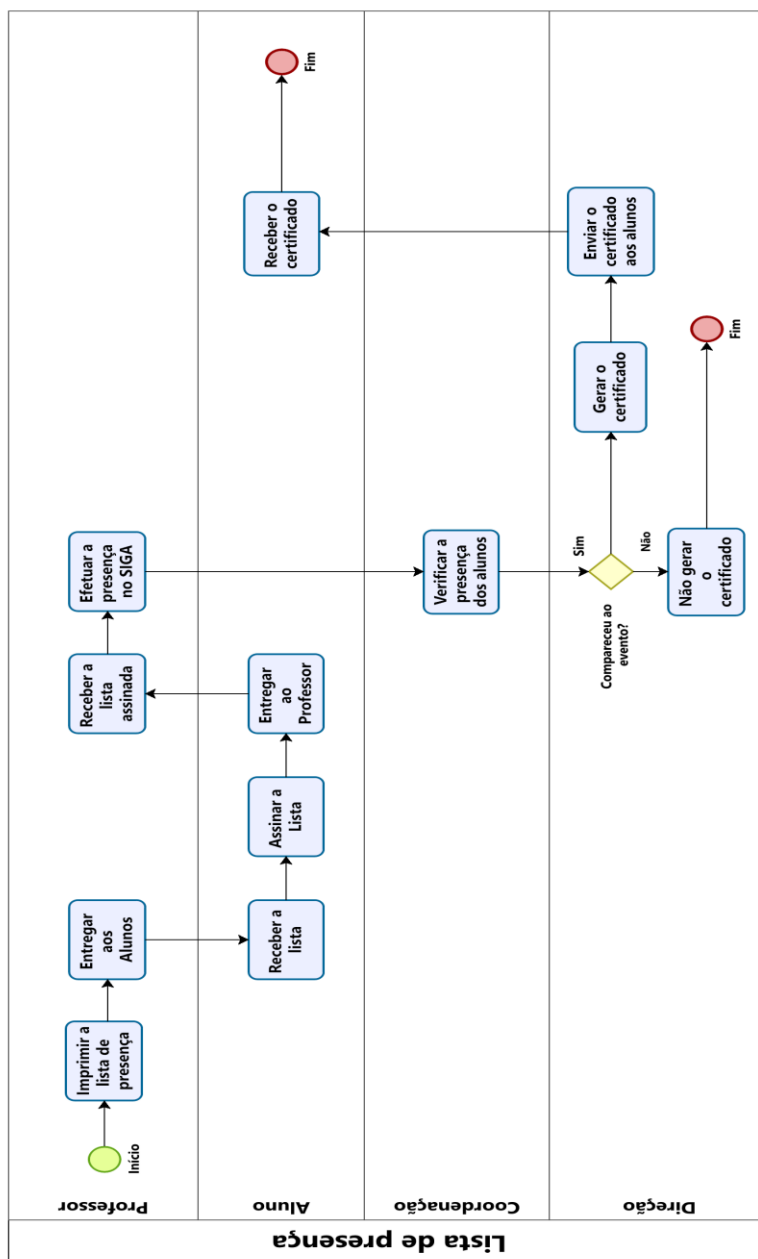 Lista de presença
Professor
Início
Imprimir a
lista de
presença
Entregar
aos
Alunos
Receber a
lista
assinada
Efetuar a
presença
no SIGA
Aluno
Receber a
lista
Assinar a
Lista
Entregar
ao
Professor
Receber o
certificado
Fim
Coordenação
Verificar a
presença
dos alunos
Direção
Compareceu ao
evento?
Sim
Não
Gerar o
certificado
Enviar o
certificado
aos alunos
Não gerar
o
certificado
Fim